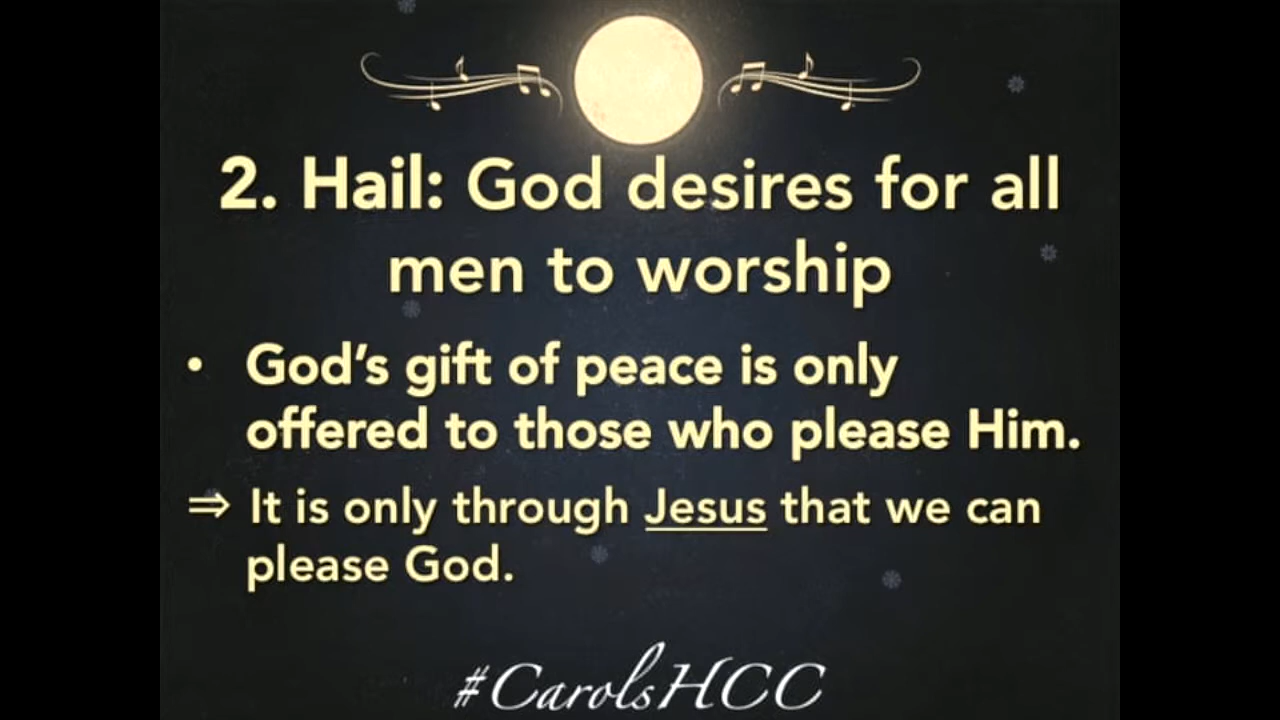 2. Hail: God desires for all
men to worship
• God's gift of peace is only
offered to those who please Him.
⇒ It is only through Jesus that we can
please God.
#CarolsHCC